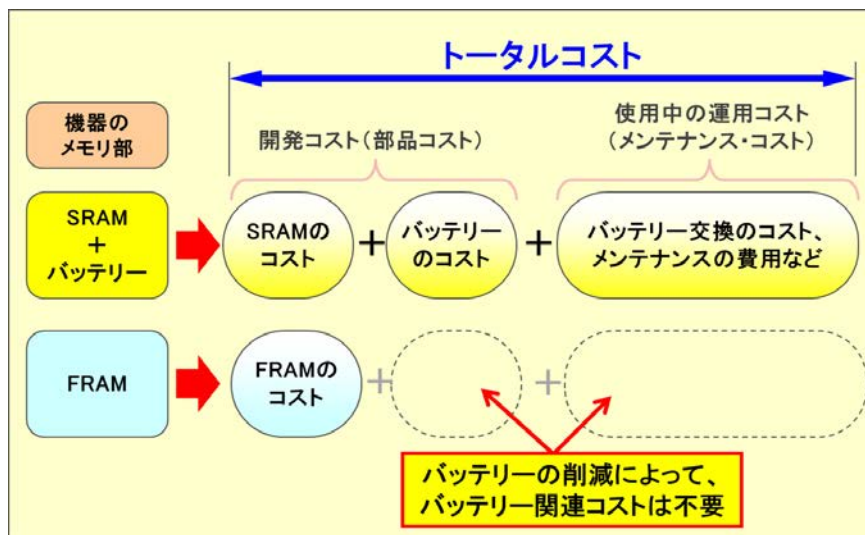 トータルコスト
機器の
メモリ部
開発コスト(部品コスト)
使用中の運用コスト
(メンテナンス・コスト)
SRAM
+
バッテリー
SRAMの
コスト
+
バッテリー
のコスト
+
バッテリー交換のコスト、
メンテナンスの費用など
FRAM
FRAMの
コスト
+
+
バッテリーの削減によって、
バッテリー関連コストは不要